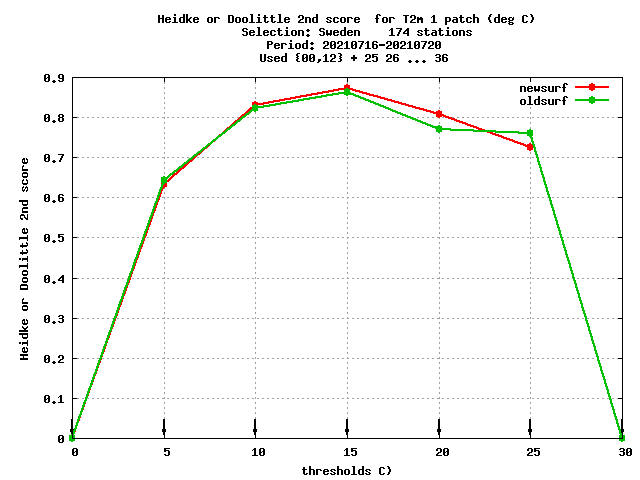 Heidke or Doolittle 2nd score  for T2m 1 patch (deg C)
Selection: Sweden    174 stations
Period: 20210716-20210720
Used {00,12} + 25 26 ... 36
newsurf
oldsurf
Heidke or Doolittle 2nd score
0.9
0.8
0.7
0.6
0.5
0.4
0.3
0.2
0.1
0
0 5 10 15 20 25 30
thresholds C)